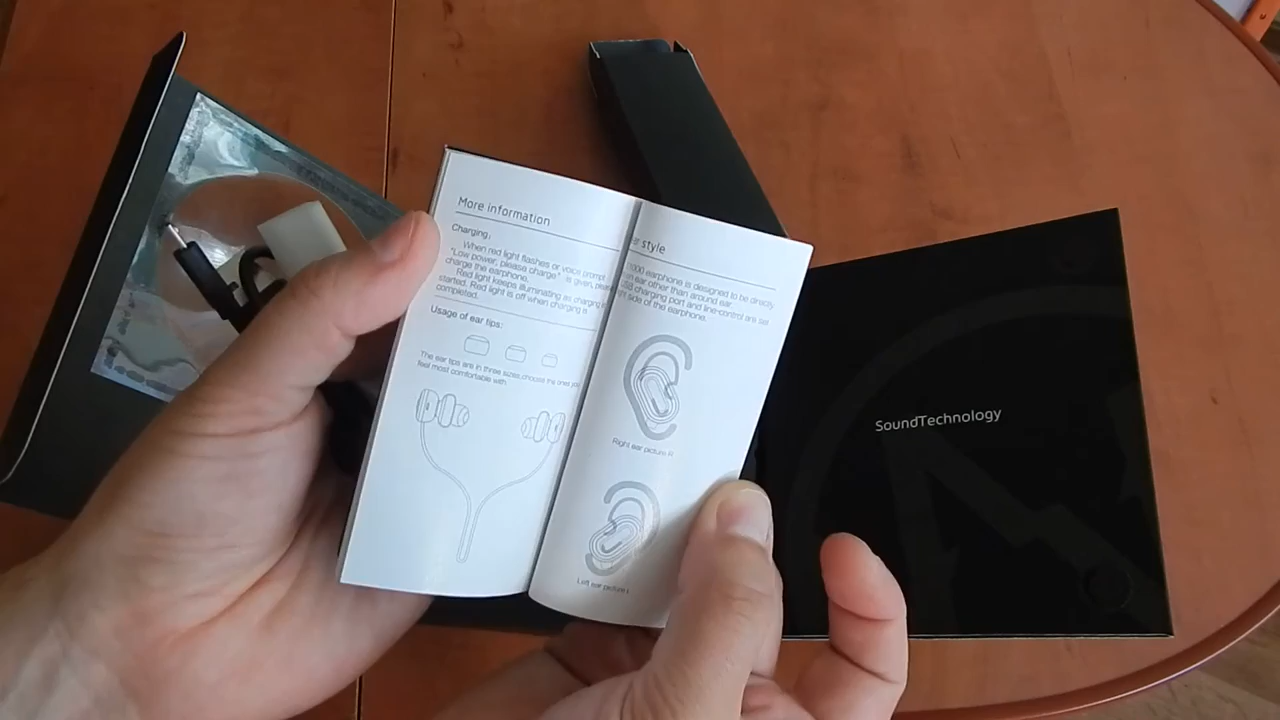 More information
Charging:
When red light flashes or voice prompt
"Low power, please charge" is given, please
charge the earphone.
Red light keeps illuminating as charging is
started. Red light is off when charging is
completed.
Usage of ear tips:
The ear tips are in three sizes,choose the ones you
feel most comfortable with
style
earphone is designed to be directly
ear other than around ear.
charging port and line-control are set
side of the earphone.
Right ear picture R
Left ear picture L
SoundTechnology